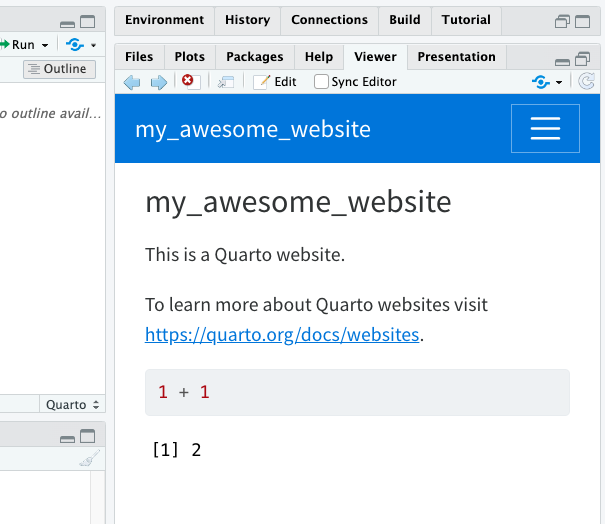 Environment History Connections Build Tutorial
Run
Outline
o outline avail...
Files Plots Packages Help Viewer Presentation
Edit Sync Editor
my_awesome_website
my_awesome_website
This is a Quarto website.
To learn more about Quarto websites visit
https://quarto.org/docs/websites.
1 + 1
[1] 2
Quarto